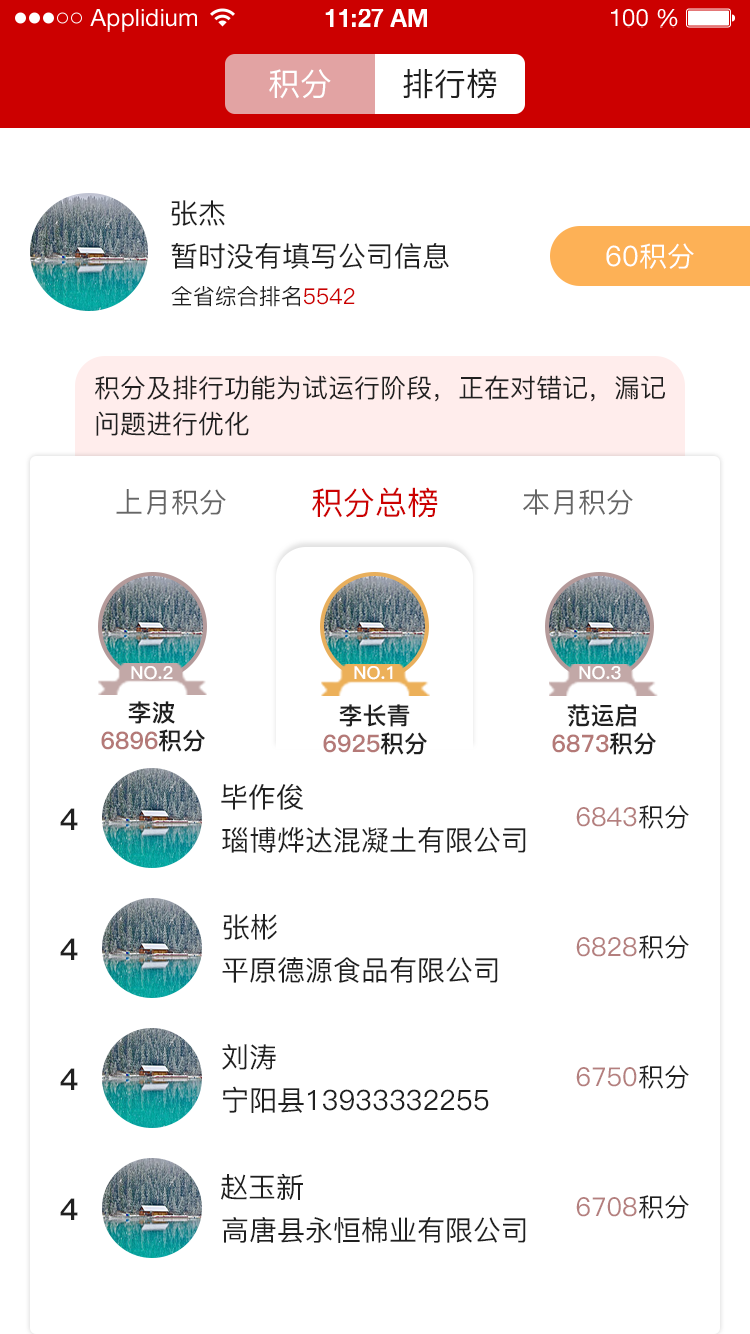 Applidium 11:27 AM 100 %
积分 排行榜
张杰
暂时没有填写公司信息
60积分
全省综合排名5542
积分及排行功能为试运行阶段，正在对错记，漏记
问题进行优化
上月积分 积分总榜 本月积分
NO.2 NO.1 NO.3
李波 李长青 范运启
6896积分 6925积分 6873积分
4
毕作俊
瑙博烨达混凝土有限公司
6843积分
4
张彬
平原德源食品有限公司
6828积分
4
刘涛
宁阳县13933332255
6750积分
4
赵玉新
高唐县永恒棉业有限公司
6708积分